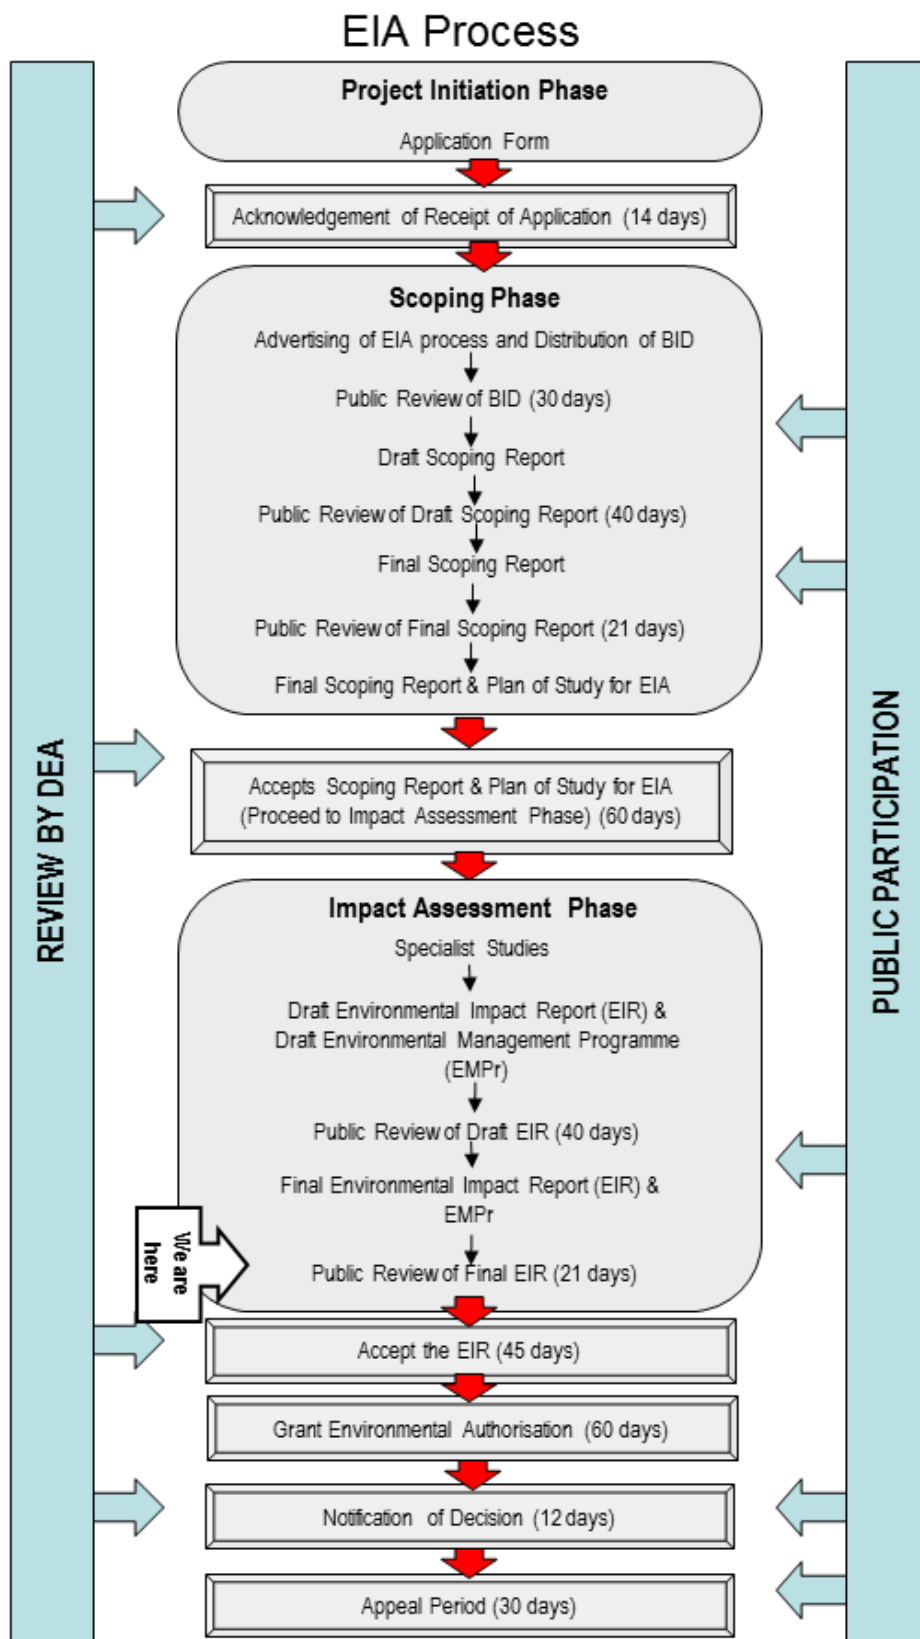 EIA Process
Project Initiation Phase
Application Form
Acknowledgement of Receipt of Application (14 days)
Scoping Phase
Advertising of EIA process and Distribution of BID
Public Review of BID (30 days)
Draft Scoping Report
Public Review of Draft Scoping Report (40 days)
Final Scoping Report
Public Review of Final Scoping Report (21 days)
Final Scoping Report & Plan of Study for EIA
Accepts Scoping Report & Plan of Study for EIA
(Proceed to Impact Assessment Phase) (60 days)
Impact Assessment Phase
Specialist Studies
Draft Environmental Impact Report (EIR) &
Draft Environmental Management Programme
(EMPr)
Public Review of Draft EIR (40 days)
Final Environmental Impact Report (EIR) &
EMPr
Public Review of Final EIR (21 days)
We are
here
Accept the EIR (45 days)
Grant Environmental Authorisation (60 days)
Notification of Decision (12 days)
Appeal Period (30 days)
REVIEW BY DEA
PUBLIC PARTICIPATION